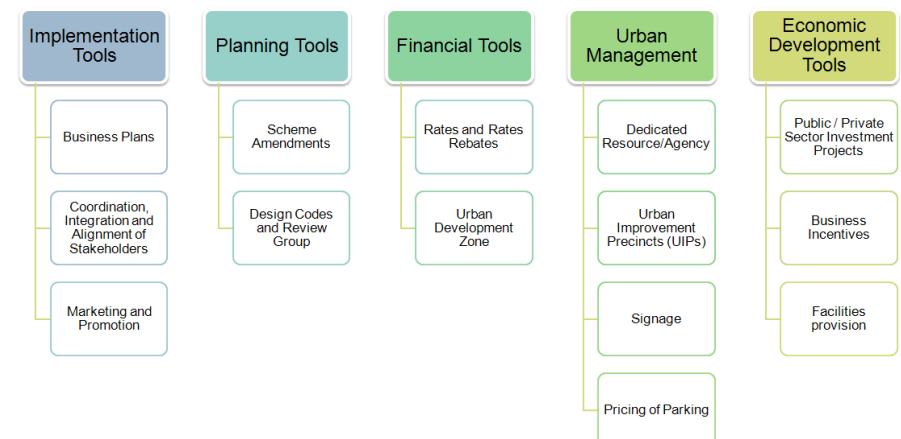 Implementation
Tools
Business Plans
Coordination,
Integration and
Alignment of
Stakeholders
Marketing and
Promotion
Planning Tools
Scheme
Amendments
Design Codes
and Review
Group
Financial Tools
Rates and Rates
Rebates
Urban
Development
Zone
Urban
Management
Dedicated
Resource/Agency
Urban
Improvement
Precincts (UIPs)
Signage
Pricing of Parking
Economic
Development
Tools
Public / Private
Sector Investment
Projects
Business
Incentives
Facilities
provision